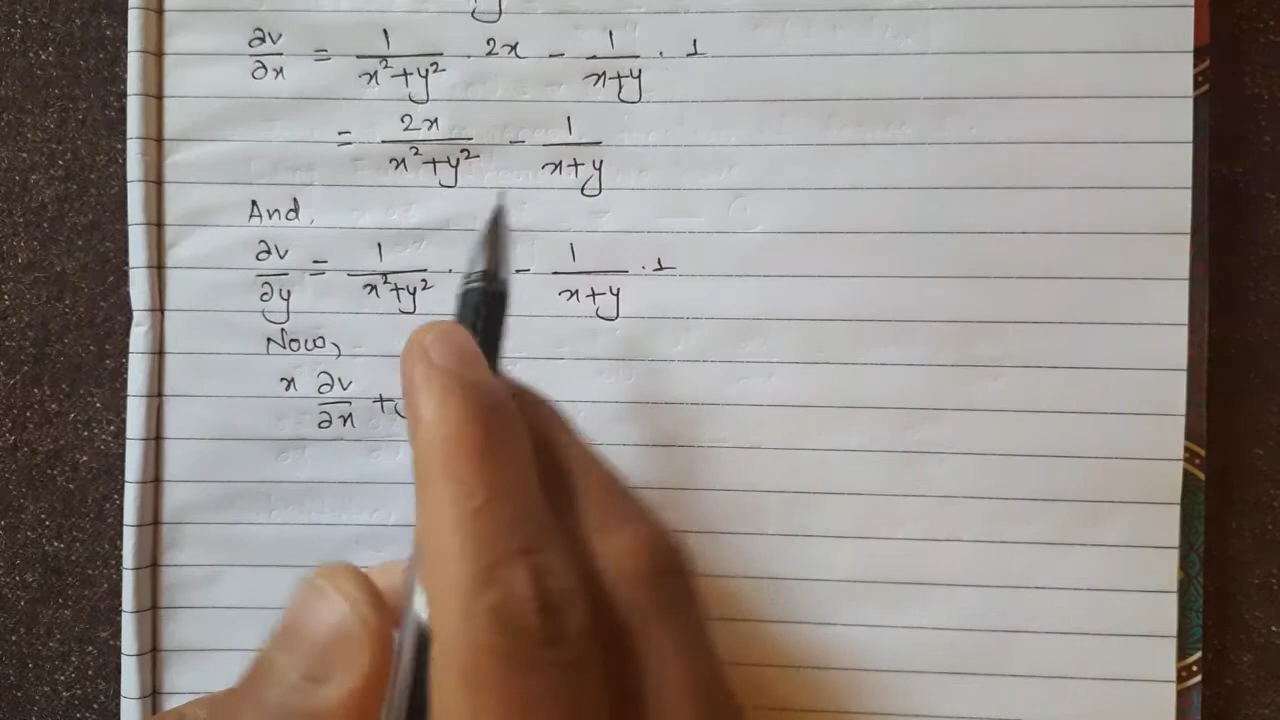 ∂v/∂x = 1/(x²+y²) · 2x - 1/(x+y) · 1
= 2x/(x²+y²) - 1/(x+y)
And,
∂v/∂y = 1/(x²+y²) · - 1/(x+y) · 1
Now,
x ∂v/∂x +